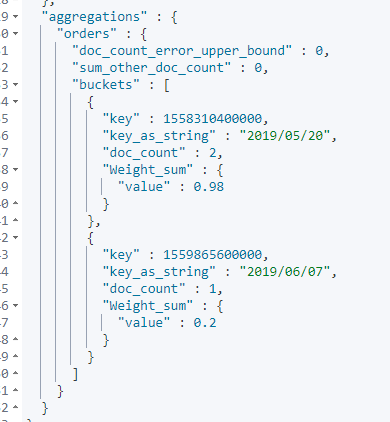 18 },
19 "aggregations" : {
0 "orders" : {
1 "doc_count_error_upper_bound" : 0,
2 "sum_other_doc_count" : 0,
3 "buckets" : [
4 {
5 "key" : 1558310400000,
6 "key_as_string" : "2019/05/20",
7 "doc_count" : 2,
8 "Weight_sum" : {
9 "value" : 0.98
0 }
1 },
2 {
3 "key" : 1559865600000,
4 "key_as_string" : "2019/06/07",
5 "doc_count" : 1,
6 "Weight_sum" : {
7 "value" : 0.2
8 }
9 }
0 ]
1 }
2 }